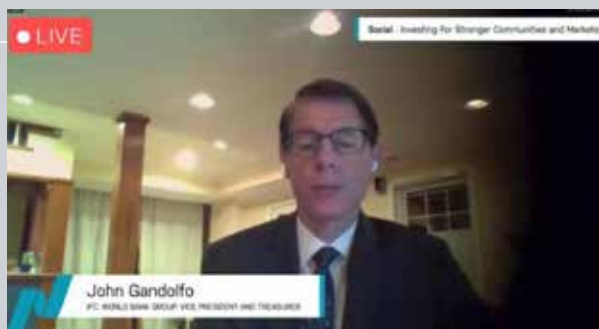 LIVE
Social - Investing For Stronger Communities and Markets
John Gandolfo
IFC, WORLD BANK GROUP, VICE PRESIDENT AND TREASURER